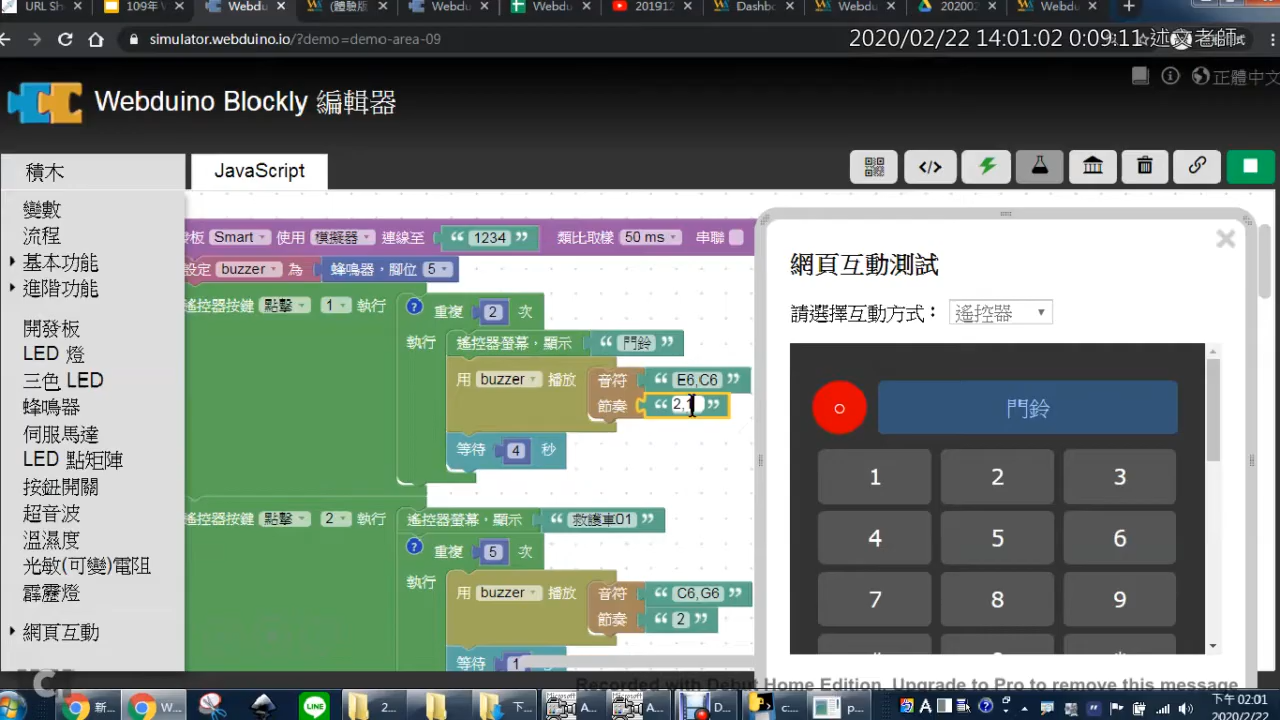 URL Sh
109年 V
Webdu
(體驗版
Webdu
Webdu
201912
Dashbo
Webdu
202002
Webdu
simulator.webduino.io/?demo=demo-area-09
2020/02/22 14:01:02 0:09:11 述文老師
Webduino Blockly 編輯器
正體中文
積木
JavaScript
變數
流程
基本功能
進階功能
開發板
LED 燈
三色 LED
蜂鳴器
伺服馬達
LED 點矩陣
按鈕開關
超音波
溫濕度
光敏(可變)電阻
霹靂燈
網頁互動
發板 Smart 使用 模擬器 連線至 “ 1234 ” 類比取樣 50 ms 串聯
設定 buzzer 為 蜂鳴器，腳位 5
遙控器按鍵 點擊 1 執行
? 重複 2 次
執行 遙控器螢幕，顯示 “ 門鈴 ”
用 buzzer 播放 音符 “ E6,C6 ”
節奏 “ 2,1 ”
等待 4 秒
遙控器按鍵 點擊 2 執行
遙控器螢幕，顯示 “ 救護車01 ”
? 重複 5 次
執行
用 buzzer 播放 音符 “ C6,G6 ”
節奏 “ 2 ”
等待 1
網頁互動測試
請選擇互動方式： 遙控器
門鈴
1 2 3
4 5 6
7 8 9
Recorded with Debut Home Edition. Upgrade to Pro to remove this message
新...
W...
LINE
2...
下...
A...
A...
D...
c...
p...
下午 02:01
2020/2/22